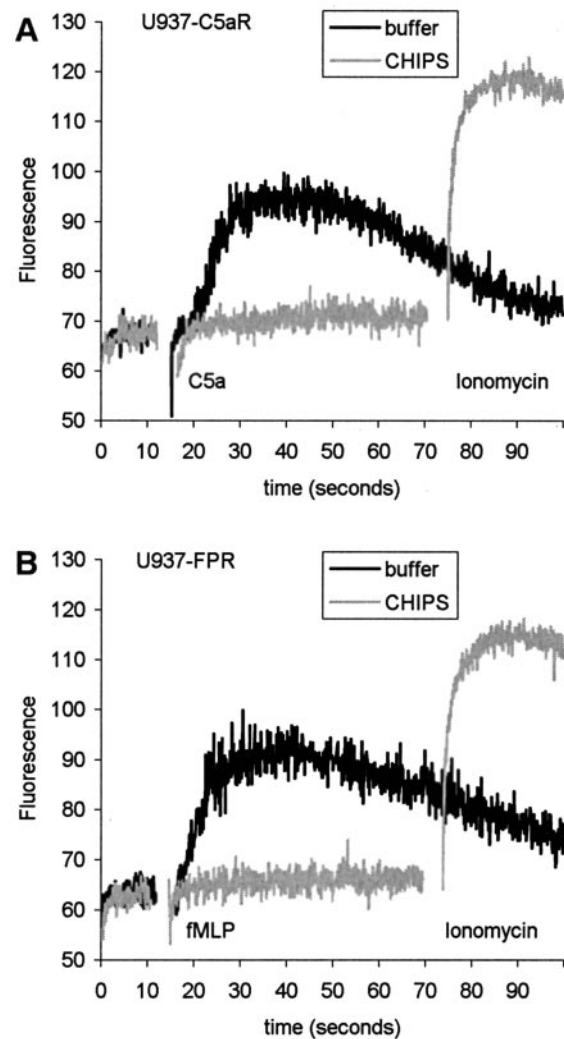 A
U937-C5aR
buffer
CHIPS
130
120
110
100
90
80
70
60
50
Fluorescence
C5a
Ionomycin
0 10 20 30 40 50 60 70 80 90
time (seconds)
B
U937-FPR
buffer
CHIPS
130
120
110
100
90
80
70
60
50
Fluorescence
fMLP
Ionomycin
0 10 20 30 40 50 60 70 80 90
time (seconds)